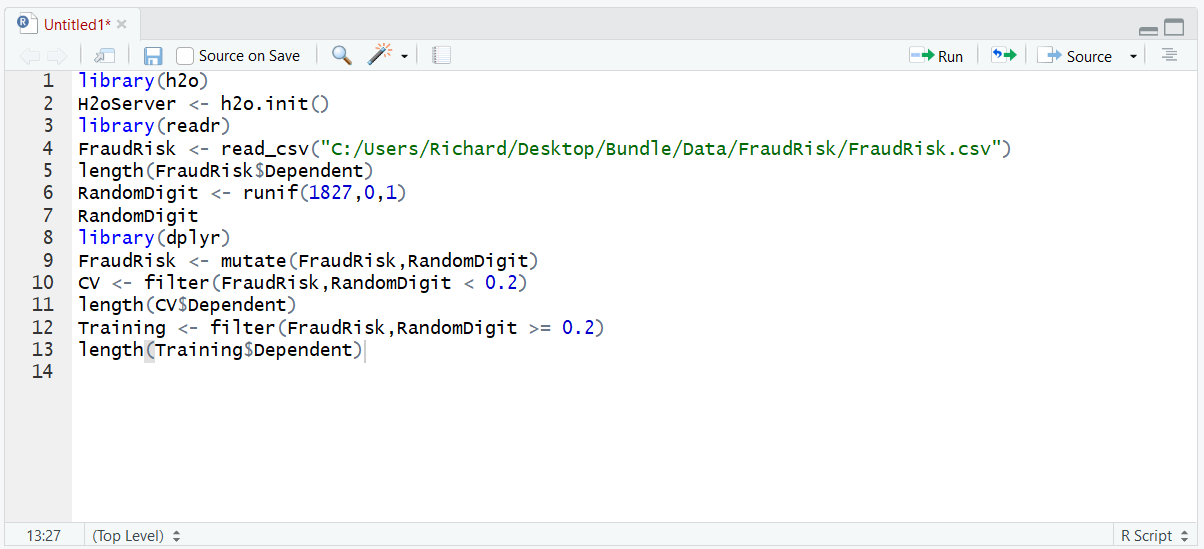 Untitled1*
Source on Save
Run
Source
1 library(h2o)
2 H2oServer <- h2o.init()
3 library(readr)
4 FraudRisk <- read_csv("C:/Users/Richard/Desktop/Bundle/Data/FraudRisk/FraudRisk.csv")
5 length(FraudRisk$Dependent)
6 RandomDigit <- runif(1827,0,1)
7 RandomDigit
8 library(dplyr)
9 FraudRisk <- mutate(FraudRisk,RandomDigit)
10 CV <- filter(FraudRisk,RandomDigit < 0.2)
11 length(CV$Dependent)
12 Training <- filter(FraudRisk,RandomDigit >= 0.2)
13 length(Training$Dependent)
14
13:27 (Top Level) R Script